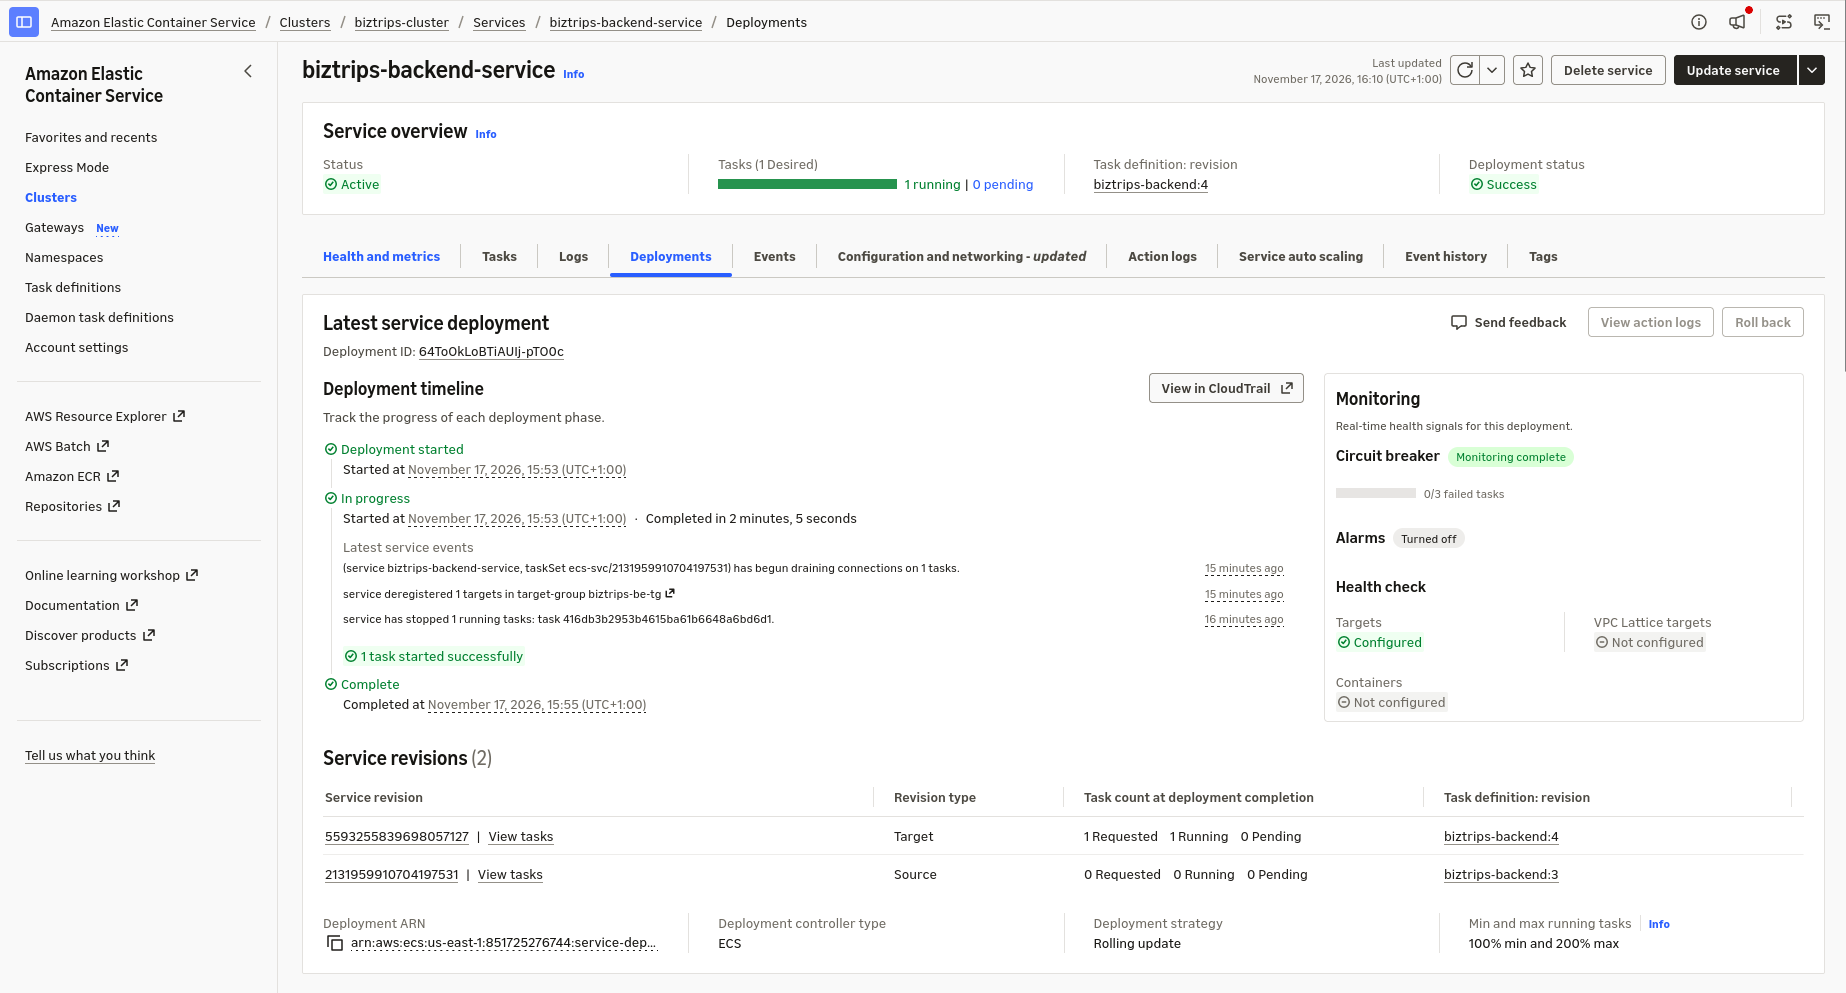 Amazon Elastic Container Service / Clusters / biztrips-cluster / Services / biztrips-backend-service / Deployments
Amazon Elastic
Container Service
Favorites and recents
Express Mode
Clusters
Gateways New
Namespaces
Task definitions
Daemon task definitions
Account settings
AWS Resource Explorer
AWS Batch
Amazon ECR
Repositories
Online learning workshop
Documentation
Discover products
Subscriptions
Tell us what you think
biztrips-backend-service Info
Last updated
November 17, 2026, 16:10 (UTC+1:00)
Delete service
Update service
Service overview Info
Status
Active
Tasks (1 Desired)
1 running | 0 pending
Task definition: revision
biztrips-backend:4
Deployment status
Success
Health and metrics
Tasks
Logs
Deployments
Events
Configuration and networking - updated
Action logs
Service auto scaling
Event history
Tags
Latest service deployment
Deployment ID: 64ToOkLoBTiAUIj-pTO0c
Send feedback
View action logs
Roll back
Deployment timeline
Track the progress of each deployment phase.
View in CloudTrail
Deployment started
Started at November 17, 2026, 15:53 (UTC+1:00)
In progress
Started at November 17, 2026, 15:53 (UTC+1:00) · Completed in 2 minutes, 5 seconds
Latest service events
(service biztrips-backend-service, taskSet ecs-svc/2131959910704197531) has begun draining connections on 1 tasks. 15 minutes ago
service deregistered 1 targets in target-group biztrips-be-tg 15 minutes ago
service has stopped 1 running tasks: task 416db3b2953b4615ba61b6648a6bd6d1. 16 minutes ago
1 task started successfully
Complete
Completed at November 17, 2026, 15:55 (UTC+1:00)
Monitoring
Real-time health signals for this deployment.
Circuit breaker Monitoring complete
0/3 failed tasks
Alarms Turned off
Health check
Targets
Configured
VPC Lattice targets
Not configured
Containers
Not configured
Service revisions (2)
Service revision Revision type Task count at deployment completion Task definition: revision
5593255839698057127 | View tasks Target 1 Requested 1 Running 0 Pending biztrips-backend:4
2131959910704197531 | View tasks Source 0 Requested 0 Running 0 Pending biztrips-backend:3
Deployment ARN
arn:aws:ecs:us-east-1:851725276744:service-dep...
Deployment controller type
ECS
Deployment strategy
Rolling update
Min and max running tasks Info
100% min and 200% max